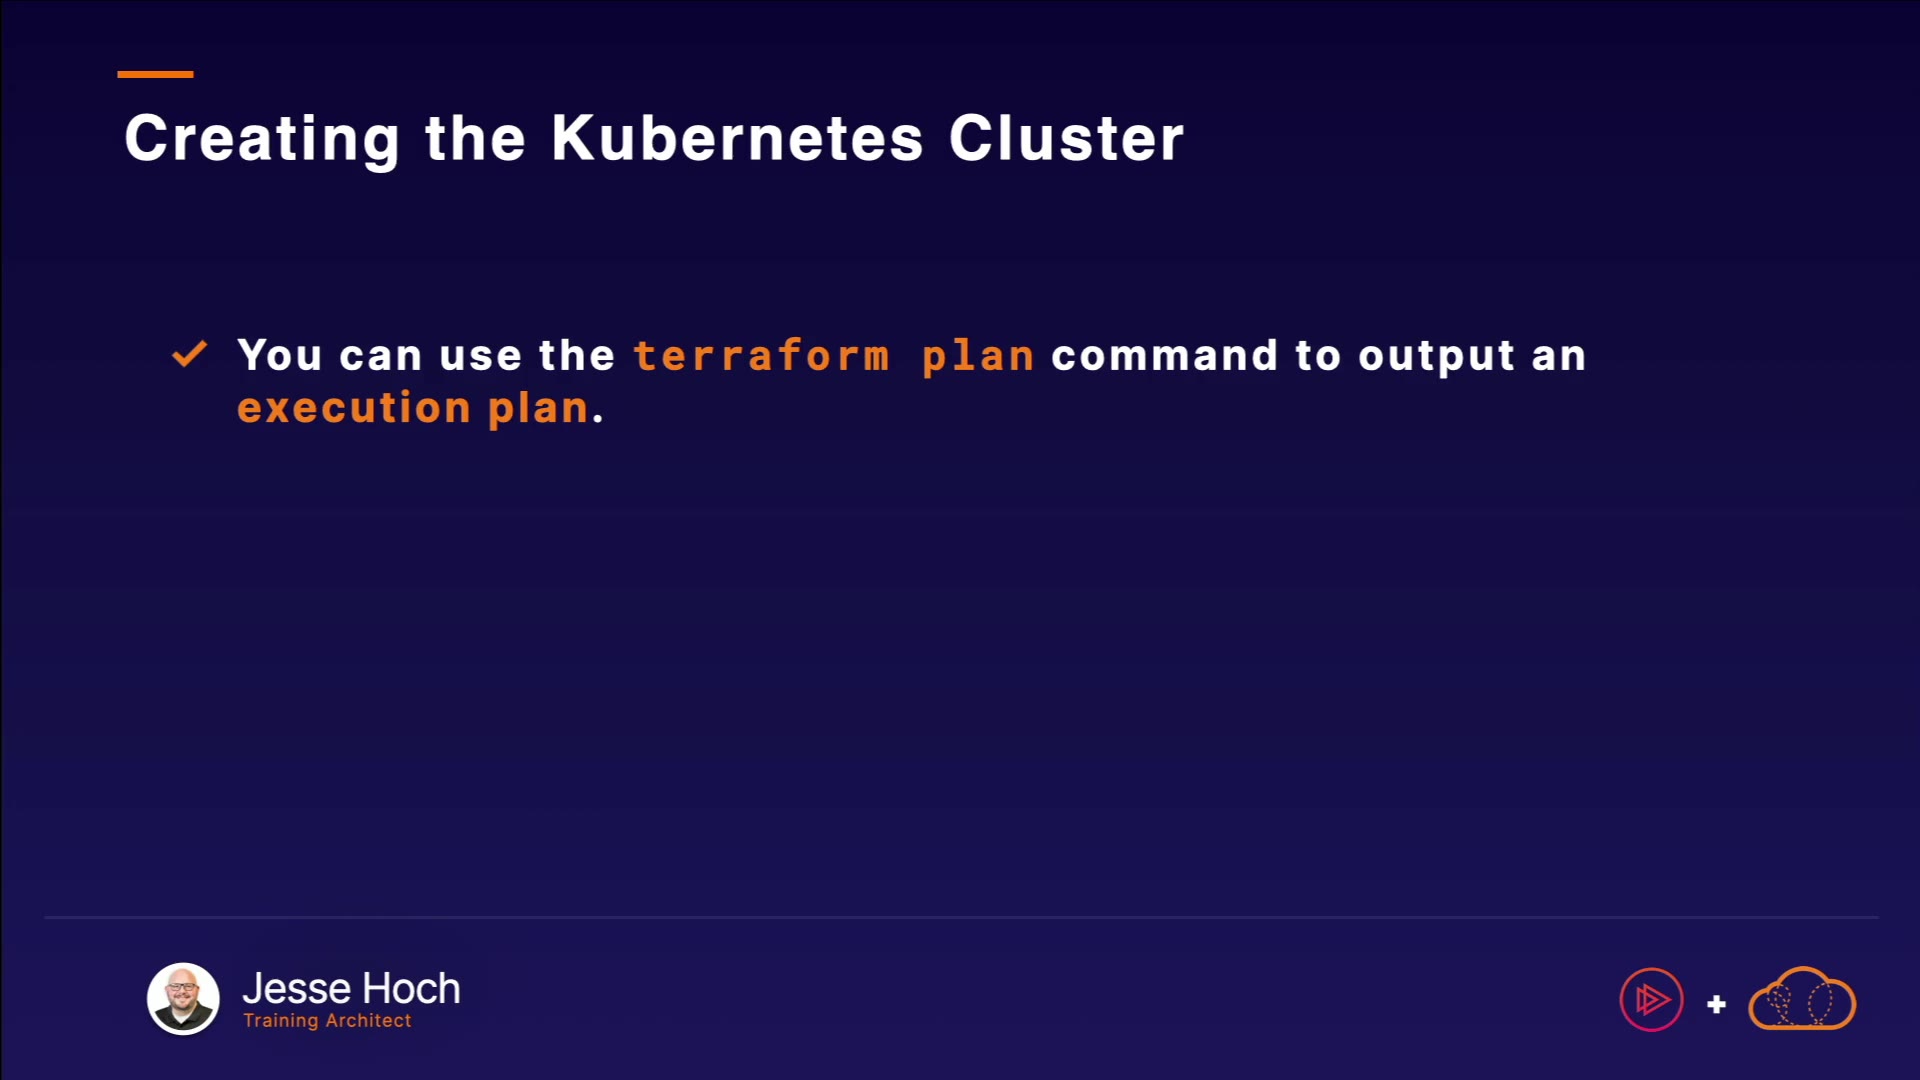 Creating the Kubernetes Cluster
You can use the terraform plan command to output an
execution plan.
Jesse Hoch
Training Architect